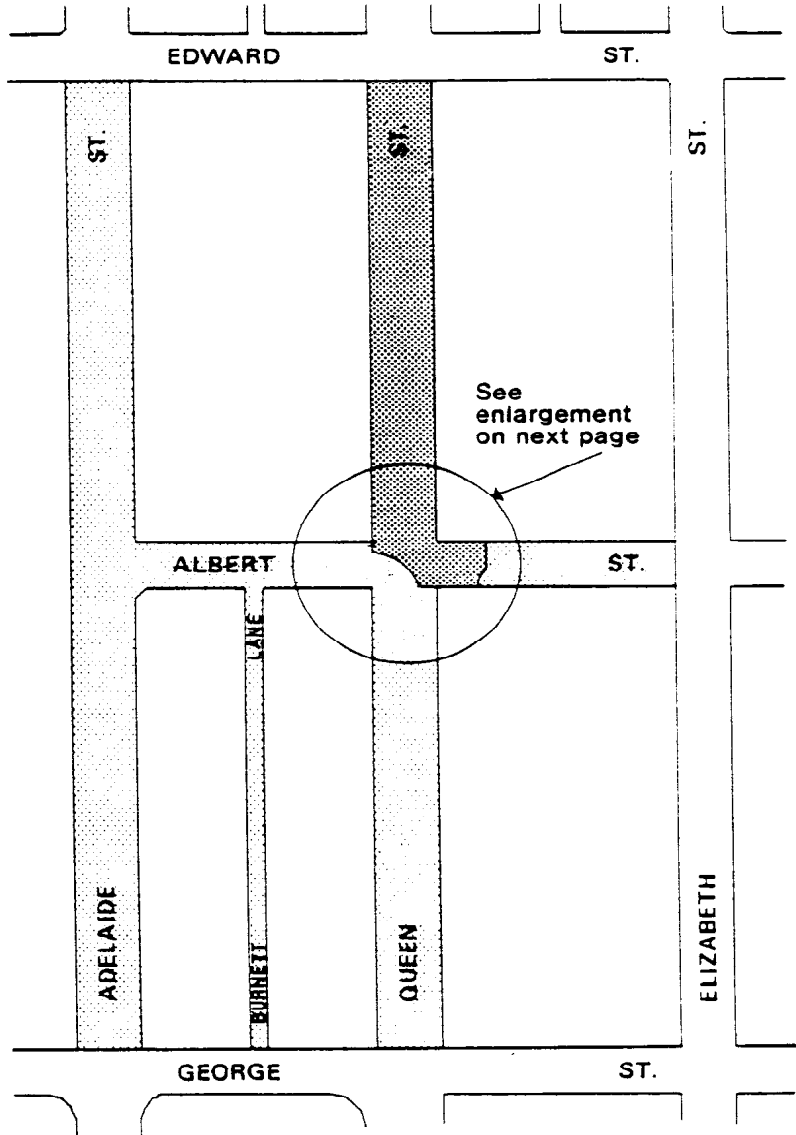 EDWARD ST.
ST.
ST
ST.
See
enlargement
on next page
ALBERT ST.
LANE
ADELAIDE
BURNETT
QUEEN
ELIZABETH
GEORGE ST.